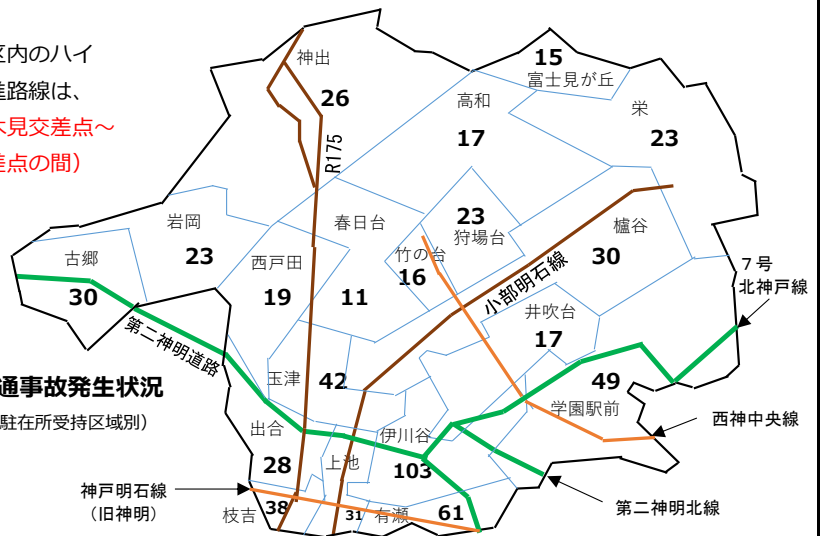 区内のハイ
進路線は、
木見交差点～
差点の間）
神出
26
R175
15
富士見が丘
高和
17
栄
23
岩岡
23
春日台
11
23
狩場台
竹の台
16
櫨谷
30
小部明石線
古郷
30
第二神明道路
西戸田
19
井吹台
17
７号
北神戸線
通事故発生状況
駐在所受持区域別）
玉津
42
49
学園駅前
西神中央線
出合
28
伊川谷
103
上池
神戸明石線
（旧神明）
枝吉
38
31
有瀬
61
第二神明北線